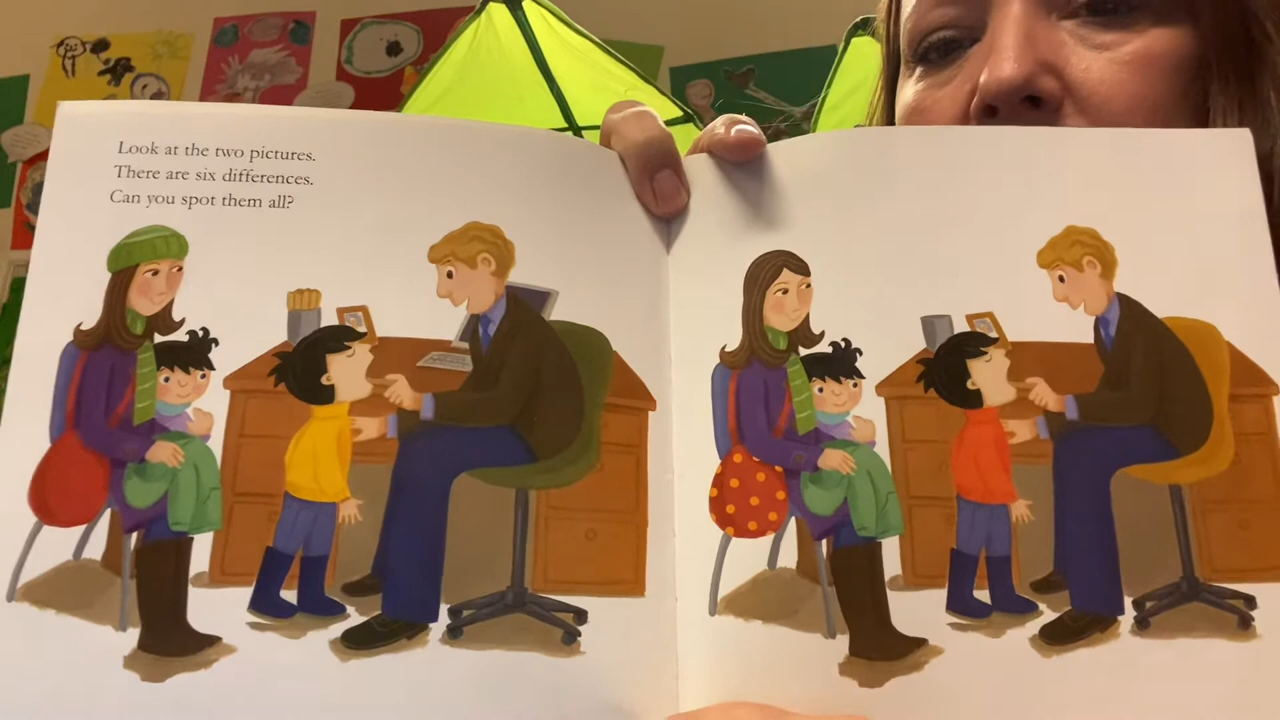 Look at the two pictures.
There are six differences.
Can you spot them all?